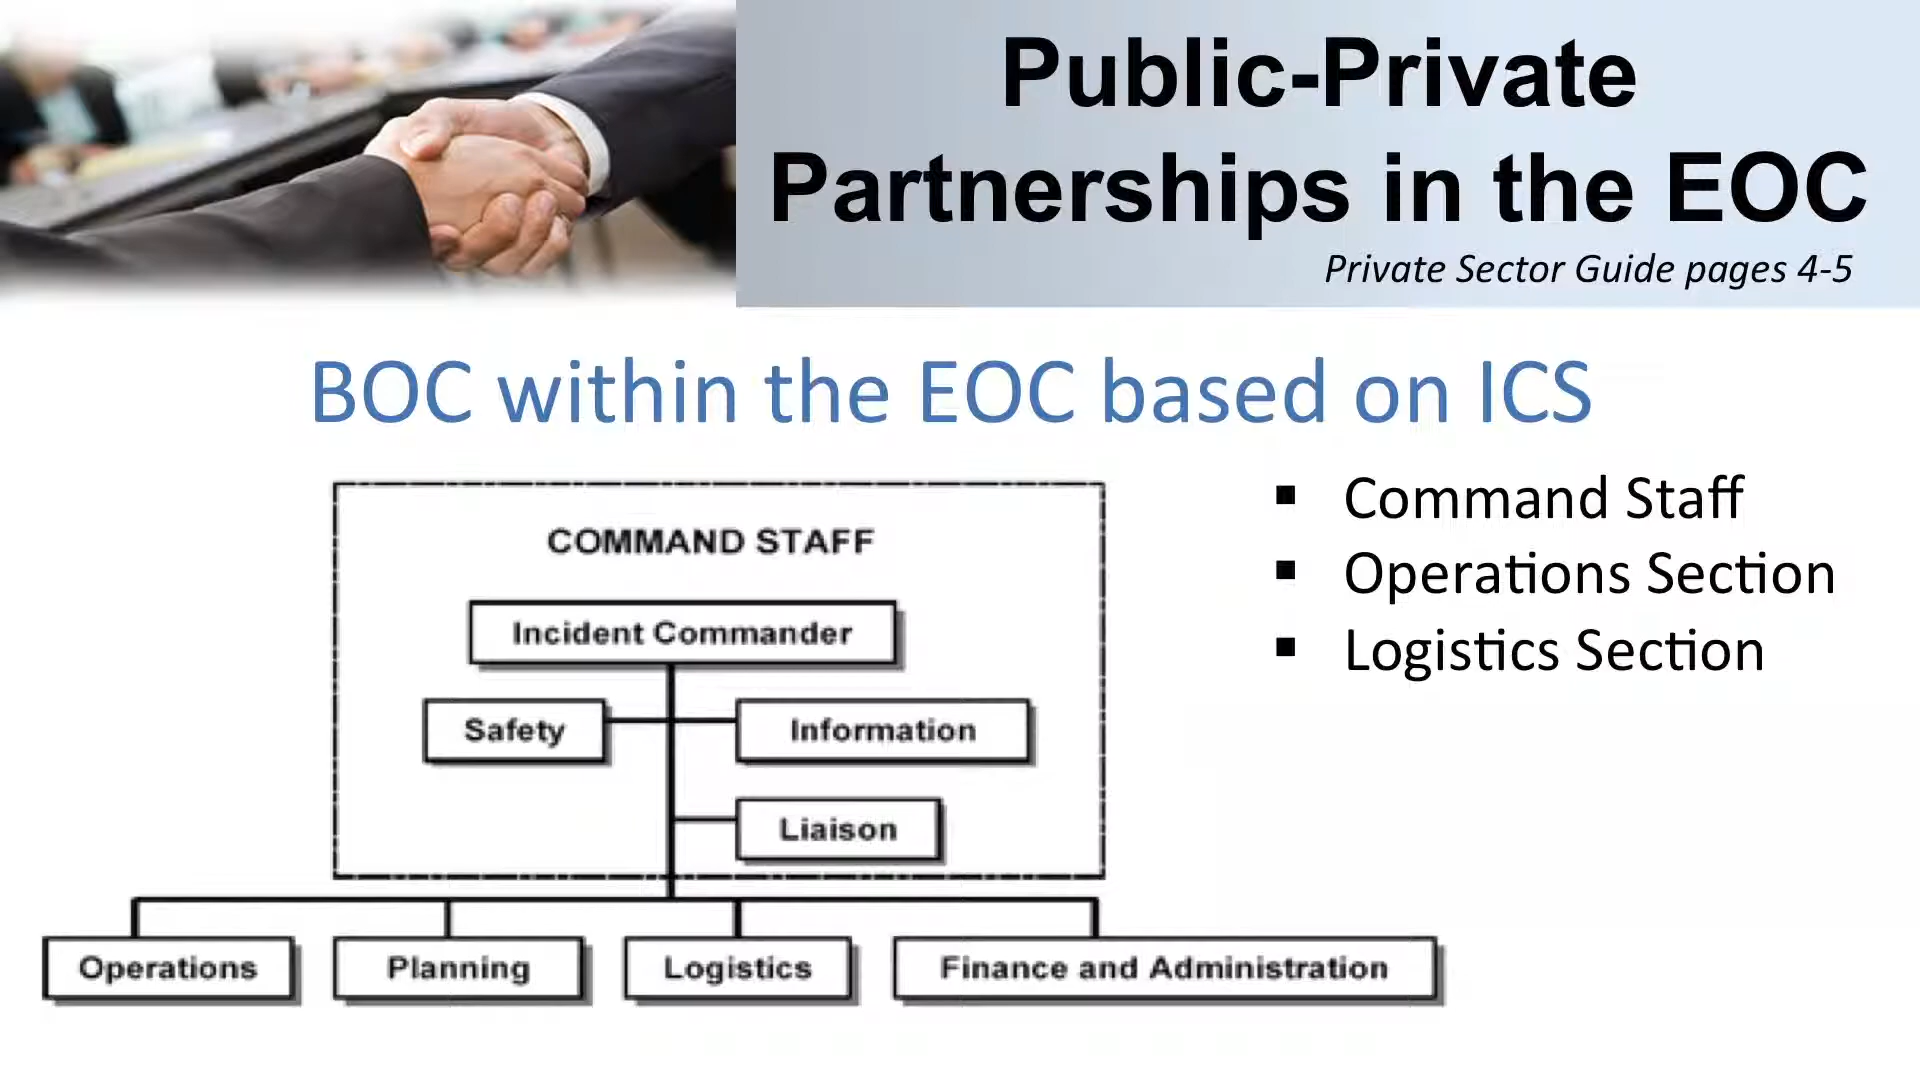 Public-Private
Partnerships in the EOC
Private Sector Guide pages 4-5
BOC within the EOC based on ICS
COMMAND STAFF
Incident Commander
Safety
Information
Liaison
Operations
Planning
Logistics
Finance and Administration
▪ Command Staff
▪ Operations Section
▪ Logistics Section